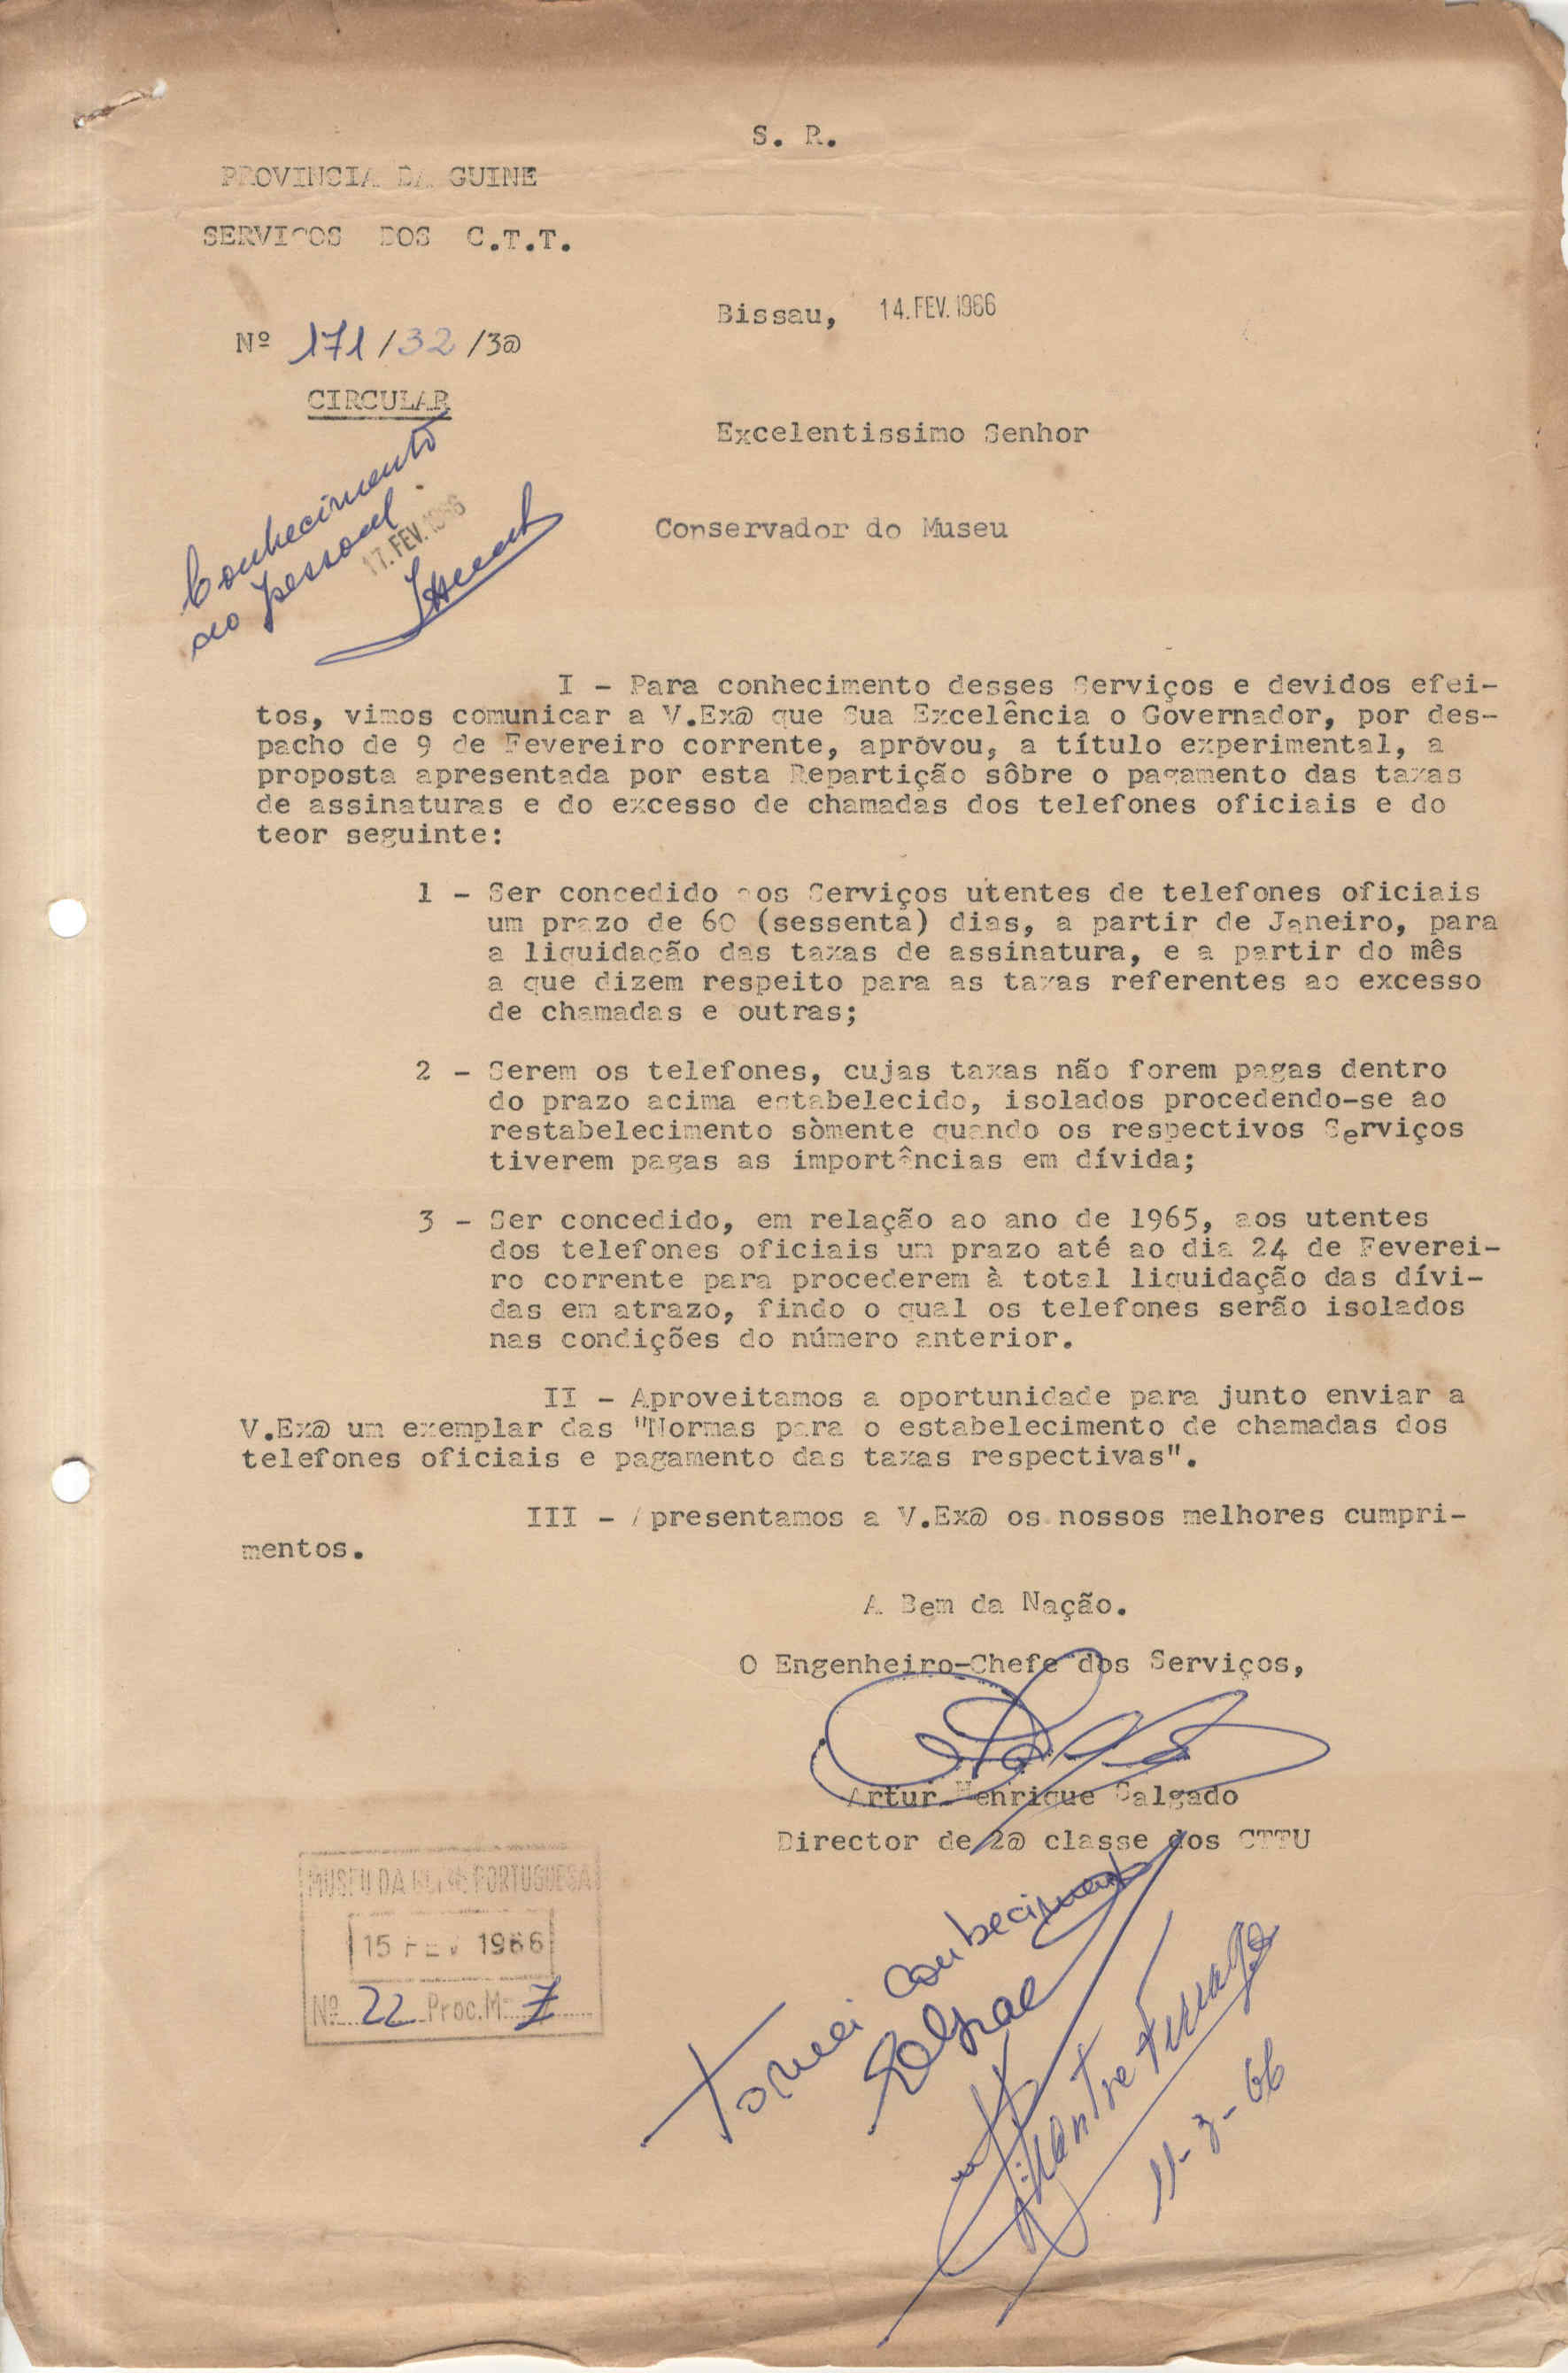 S. R.
PROVINCIA DA GUINE
SERVIÇOS DOS C.T.T.
Bissau, 14. FEV. 1966
Nº 171/32/3@
CIRCULAR
Excelentissimo Senhor
Conservador do Museu
Conhecimento
ao pessoal.
17. FEV. 1966
I - Para conhecimento desses Serviços e devidos efei-
tos, vimos comunicar a V.Ex@ que Sua Excelência o Governador, por des-
pacho de 9 de Fevereiro corrente, aprovou, a título experimental, a
proposta apresentada por esta Repartição sôbre o pagamento das taxas
de assinaturas e do excesso de chamadas dos telefones oficiais e do
teor seguinte:
1 - Ser concedido aos Serviços utentes de telefones oficiais
um prazo de 60 (sessenta) dias, a partir de Janeiro, para
a liquidação das taxas de assinatura, e a partir do mês
a que dizem respeito para as taxas referentes ao excesso
de chamadas e outras;
2 - Serem os telefones, cujas taxas não forem pagas dentro
do prazo acima estabelecido, isolados procedendo-se ao
restabelecimento sòmente quando os respectivos Serviços
tiverem pagas as importâncias em dívida;
3 - Ser concedido, em relação ao ano de 1965, aos utentes
dos telefones oficiais um prazo até ao dia 24 de Feverei-
ro corrente para procederem à total liquidação das dívi-
das em atrazo, findo o qual os telefones serão isolados
nas condições do número anterior.
II - Aproveitamos a oportunidade para junto enviar a
V.Ex@ um exemplar das "Normas para o estabelecimento de chamadas dos
telefones oficiais e pagamento das taxas respectivas".
III - Apresentamos a V.Ex@ os nossos melhores cumpri-
mentos.
A Bem da Nação.
O Engenheiro-Chefe dos Serviços,
Artur Henrique Salgado
Director de 2@ classe dos CTTU
MUSEU DA GUINÉ PORTUGUESA
15 FEV 1966
Nº 22 Proc. M- 7
Tomei conhecimento
11-3-66